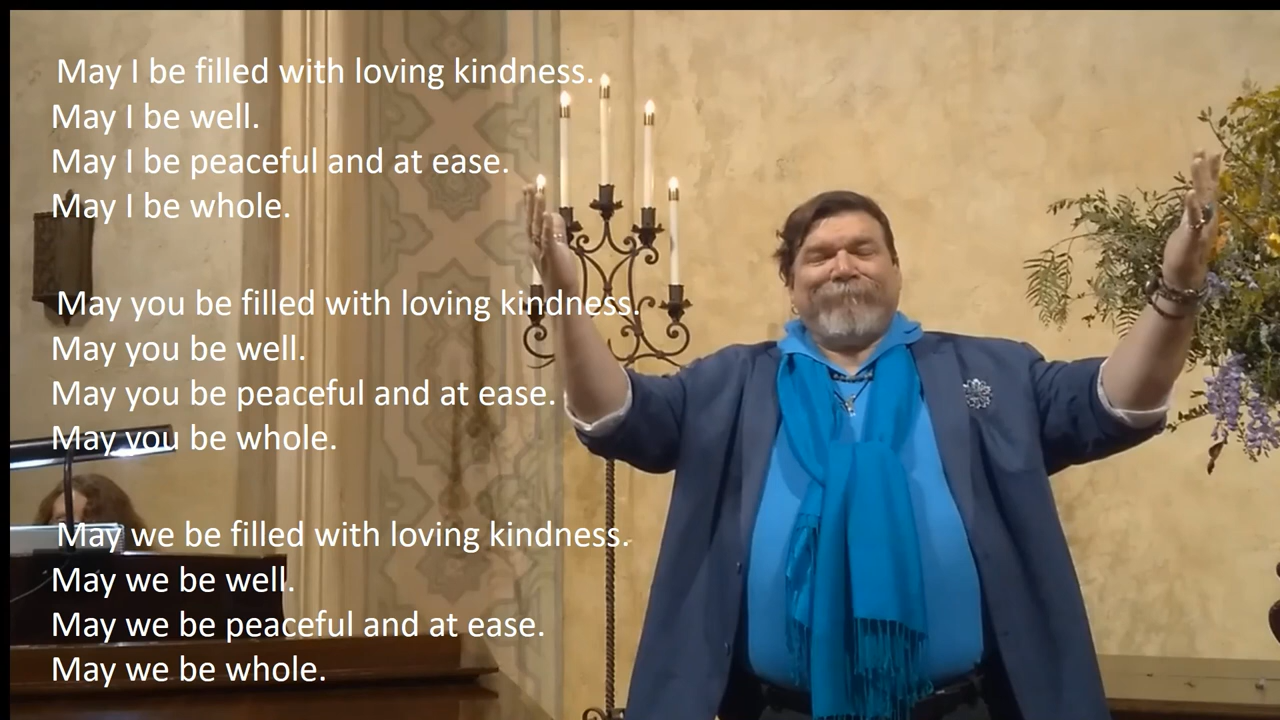 May I be filled with loving kindness.
May I be well.
May I be peaceful and at ease.
May I be whole.
May you be filled with loving kindness.
May you be well.
May you be peaceful and at ease.
May you be whole.
May we be filled with loving kindness.
May we be well.
May we be peaceful and at ease.
May we be whole.